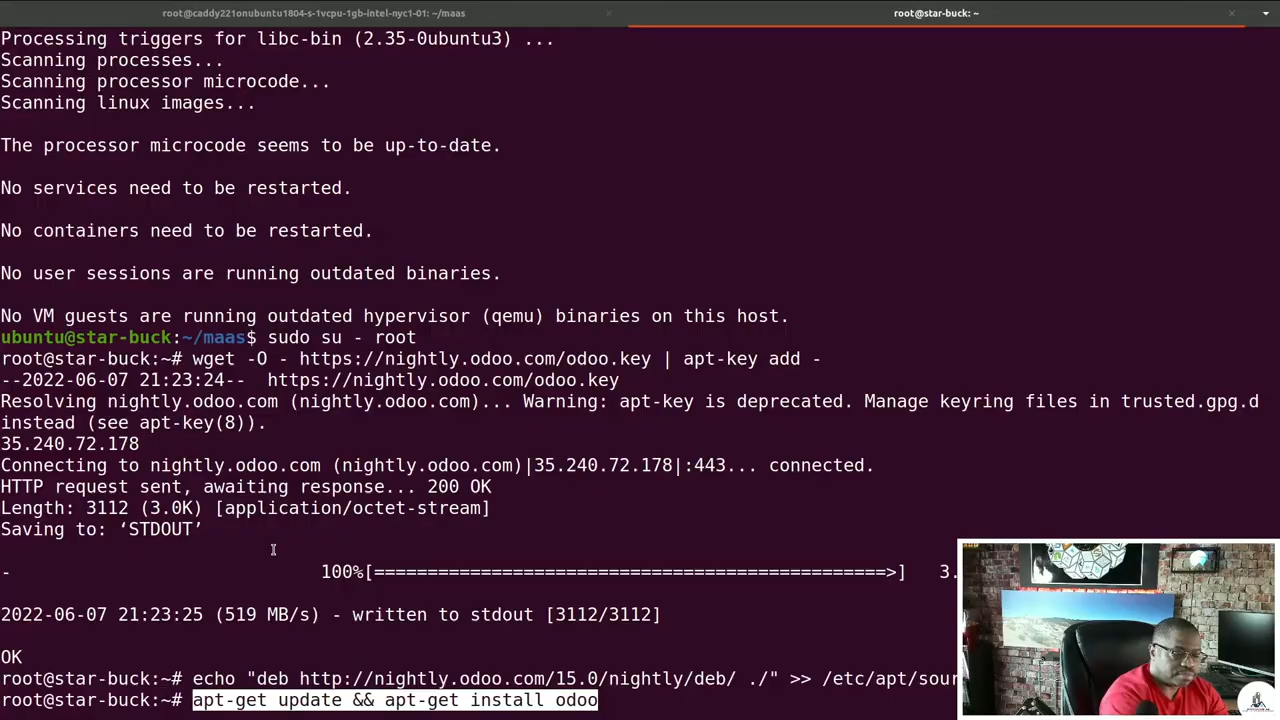 root@caddy221onubuntu1804-s-1vcpu-1gb-intel-nyc1-01: ~/maas
root@star-buck: ~
Processing triggers for libc-bin (2.35-0ubuntu3) ...
Scanning processes...
Scanning processor microcode...
Scanning linux images...
The processor microcode seems to be up-to-date.
No services need to be restarted.
No containers need to be restarted.
No user sessions are running outdated binaries.
No VM guests are running outdated hypervisor (qemu) binaries on this host.
ubuntu@star-buck:~/maas$ sudo su - root
root@star-buck:~# wget -O - https://nightly.odoo.com/odoo.key | apt-key add -
--2022-06-07 21:23:24--  https://nightly.odoo.com/odoo.key
Resolving nightly.odoo.com (nightly.odoo.com)... Warning: apt-key is deprecated. Manage keyring files in trusted.gpg.d
instead (see apt-key(8)).
35.240.72.178
Connecting to nightly.odoo.com (nightly.odoo.com)|35.240.72.178|:443... connected.
HTTP request sent, awaiting response... 200 OK
Length: 3112 (3.0K) [application/octet-stream]
Saving to: ‘STDOUT’
- 100%[================================================>] 3.
2022-06-07 21:23:25 (519 MB/s) - written to stdout [3112/3112]
OK
root@star-buck:~# echo "deb http://nightly.odoo.com/15.0/nightly/deb/ ./" >> /etc/apt/sour
root@star-buck:~# apt-get update && apt-get install odoo